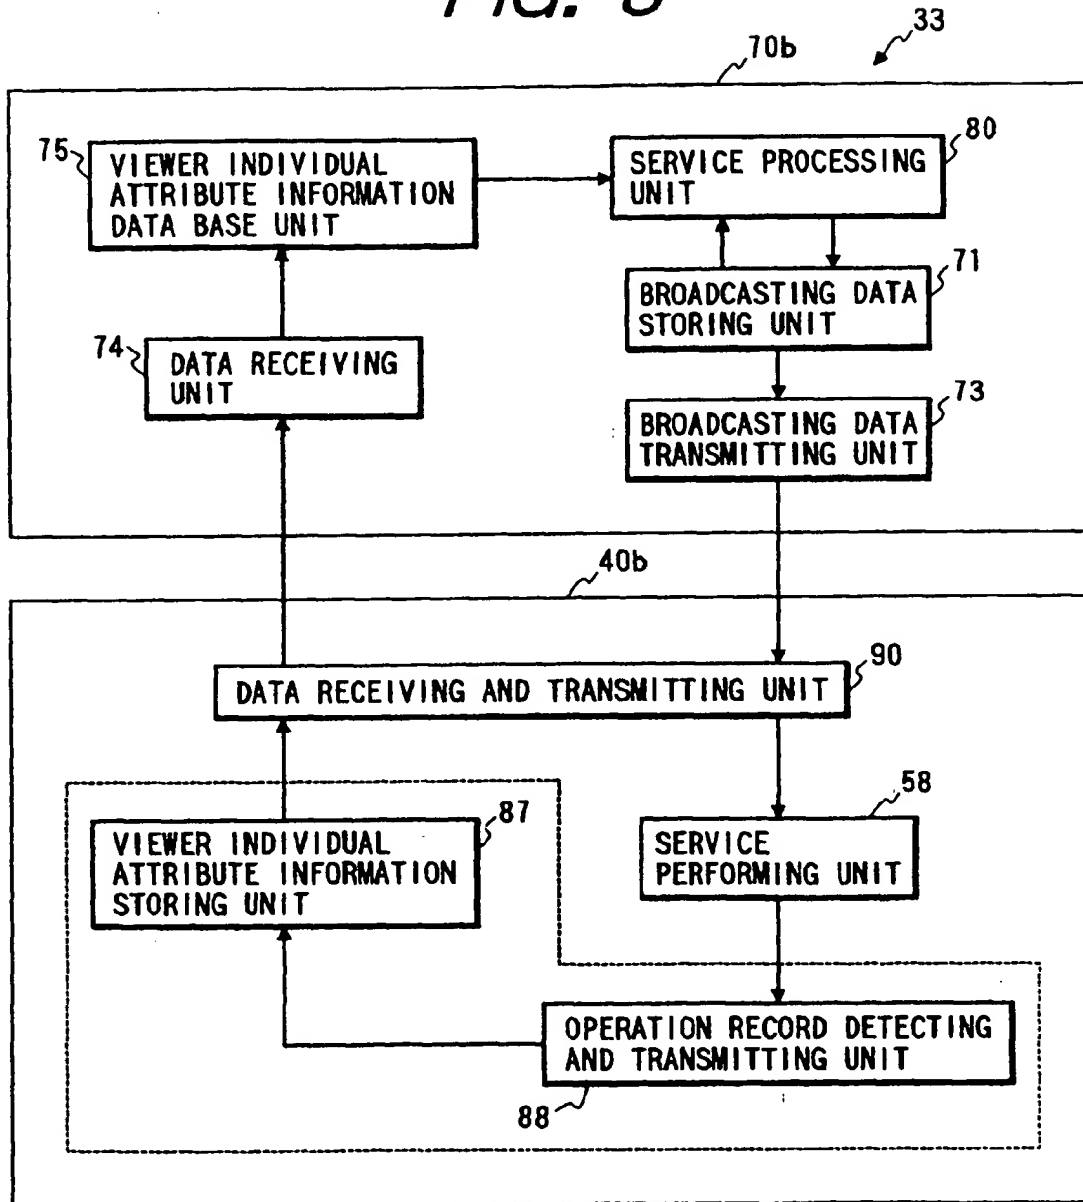 33
70b
75
VIEWER INDIVIDUAL
ATTRIBUTE INFORMATION
DATA BASE UNIT
80
SERVICE PROCESSING
UNIT
71
BROADCASTING DATA
STORING UNIT
74
DATA RECEIVING
UNIT
73
BROADCASTING DATA
TRANSMITTING UNIT
40b
90
DATA RECEIVING AND TRANSMITTING UNIT
87
VIEWER INDIVIDUAL
ATTRIBUTE INFORMATION
STORING UNIT
58
SERVICE
PERFORMING UNIT
OPERATION RECORD DETECTING
AND TRANSMITTING UNIT
88